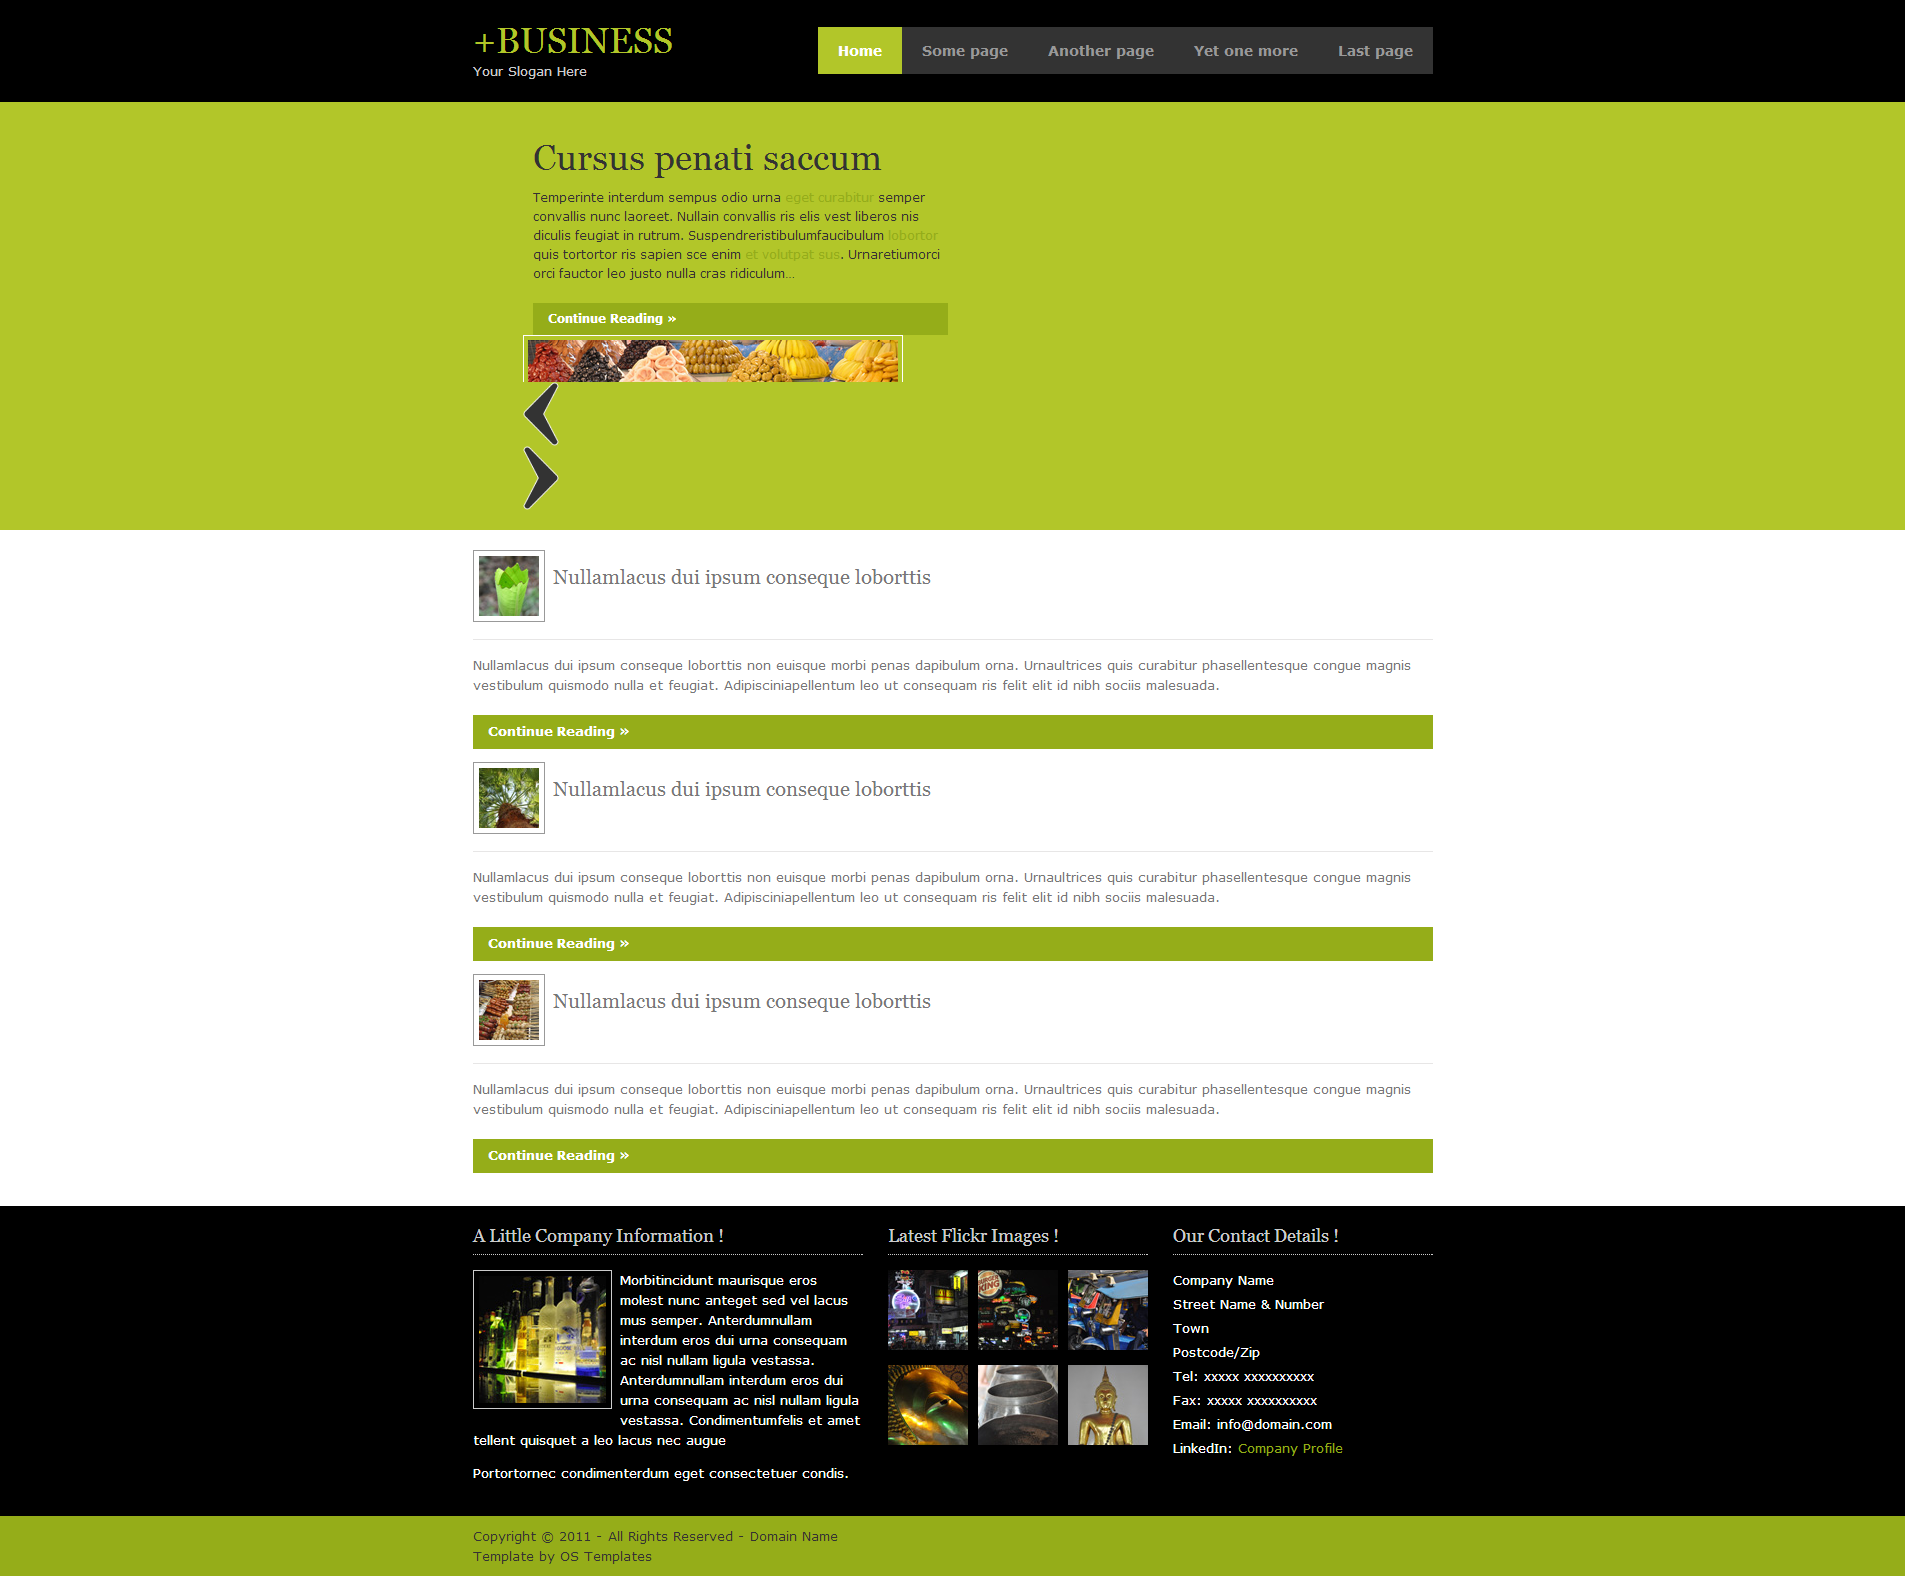 +BUSINESS
Your Slogan Here
Home
Some page
Another page
Yet one more
Last page
Cursus penati saccum
Temperinte interdum sempus odio urna eget curabitur semper
convallis nunc laoreet. Nullain convallis ris elis vest liberos nis
diculis feugiat in rutrum. Suspendreristibulumfaucibulum lobortor
quis tortortor ris sapien sce enim et volutpat sus. Urnaretiumorci
orci fauctor leo justo nulla cras ridiculum…
Continue Reading »
Nullamlacus dui ipsum conseque loborttis
Nullamlacus dui ipsum conseque loborttis non euisque morbi penas dapibulum orna. Urnaultrices quis curabitur phasellentesque congue magnis
vestibulum quismodo nulla et feugiat. Adipisciniapellentum leo ut consequam ris felit elit id nibh sociis malesuada.
Continue Reading »
Nullamlacus dui ipsum conseque loborttis
Nullamlacus dui ipsum conseque loborttis non euisque morbi penas dapibulum orna. Urnaultrices quis curabitur phasellentesque congue magnis
vestibulum quismodo nulla et feugiat. Adipisciniapellentum leo ut consequam ris felit elit id nibh sociis malesuada.
Continue Reading »
Nullamlacus dui ipsum conseque loborttis
Nullamlacus dui ipsum conseque loborttis non euisque morbi penas dapibulum orna. Urnaultrices quis curabitur phasellentesque congue magnis
vestibulum quismodo nulla et feugiat. Adipisciniapellentum leo ut consequam ris felit elit id nibh sociis malesuada.
Continue Reading »
A Little Company Information !
Morbitincidunt maurisque eros
molest nunc anteget sed vel lacus
mus semper. Anterdumnullam
interdum eros dui urna consequam
ac nisl nullam ligula vestassa.
Anterdumnullam interdum eros dui
urna consequam ac nisl nullam ligula
vestassa. Condimentumfelis et amet
tellent quisquet a leo lacus nec augue
Portortornec condimenterdum eget consectetuer condis.
Latest Flickr Images !
KING
Our Contact Details !
Company Name
Street Name & Number
Town
Postcode/Zip
Tel: xxxxx xxxxxxxxxx
Fax: xxxxx xxxxxxxxxx
Email: info@domain.com
LinkedIn: Company Profile
Copyright © 2011 - All Rights Reserved - Domain Name
Template by OS Templates